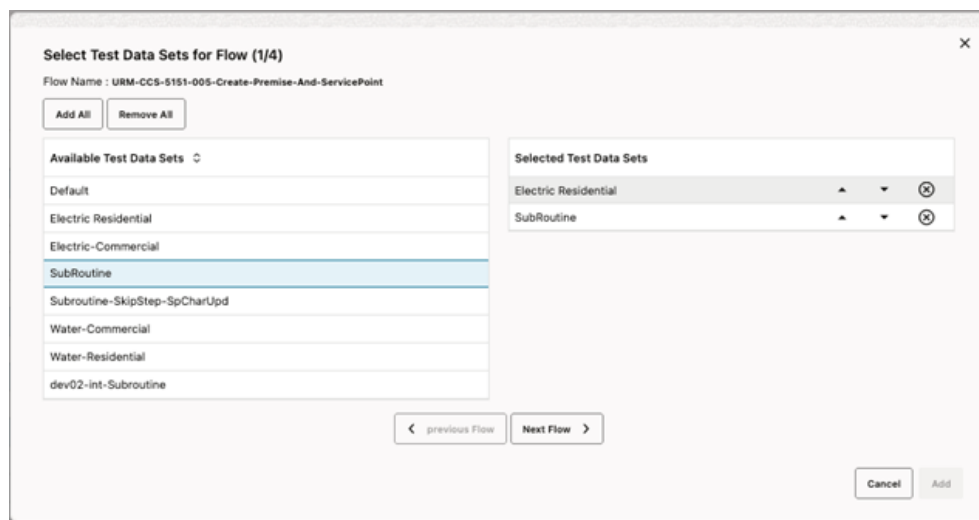 Select Test Data Sets for Flow (1/4)
Flow Name : URM-CCS-5151-005-Create-Premise-And-ServicePoint
Add All Remove All
Available Test Data Sets
Default
Electric Residential
Electric-Commercial
SubRoutine
Subroutine-SkipStep-SpCharUpd
Water-Commercial
Water-Residential
dev02-int-Subroutine
Selected Test Data Sets
Electric Residential
SubRoutine
previous Flow Next Flow
Cancel Add